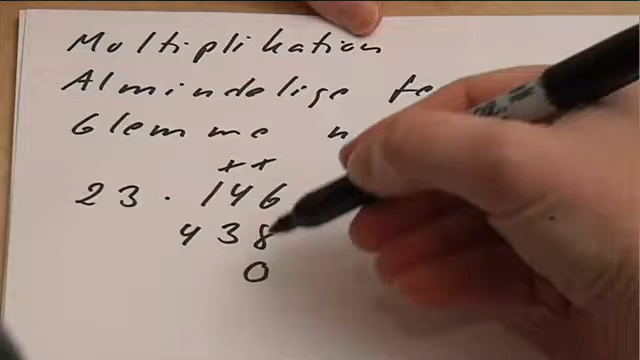 Multiplikation
Almindelige
Glemme
++
23 · 146
438
0